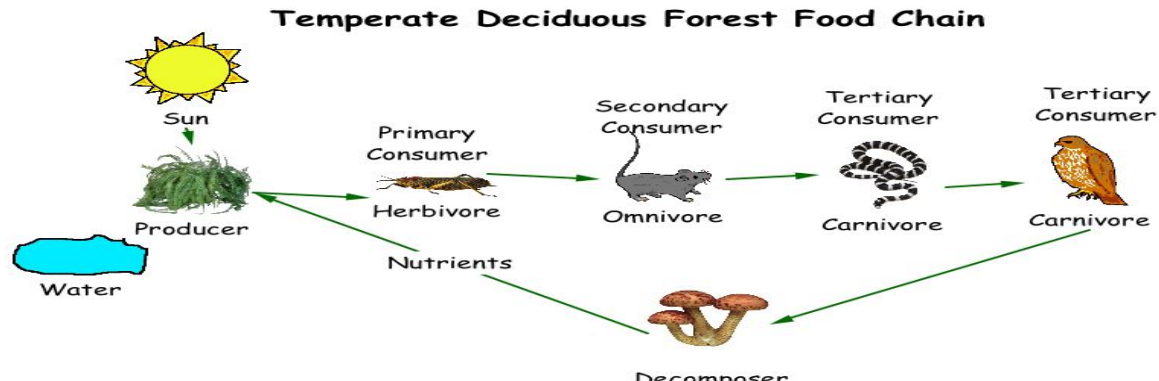 Temperate Deciduous Forest Food Chain
Sun
Producer
Water
Primary
Consumer
Herbivore
Secondary
Consumer
Omnivore
Tertiary
Consumer
Carnivore
Tertiary
Consumer
Carnivore
Nutrients
Decomposer